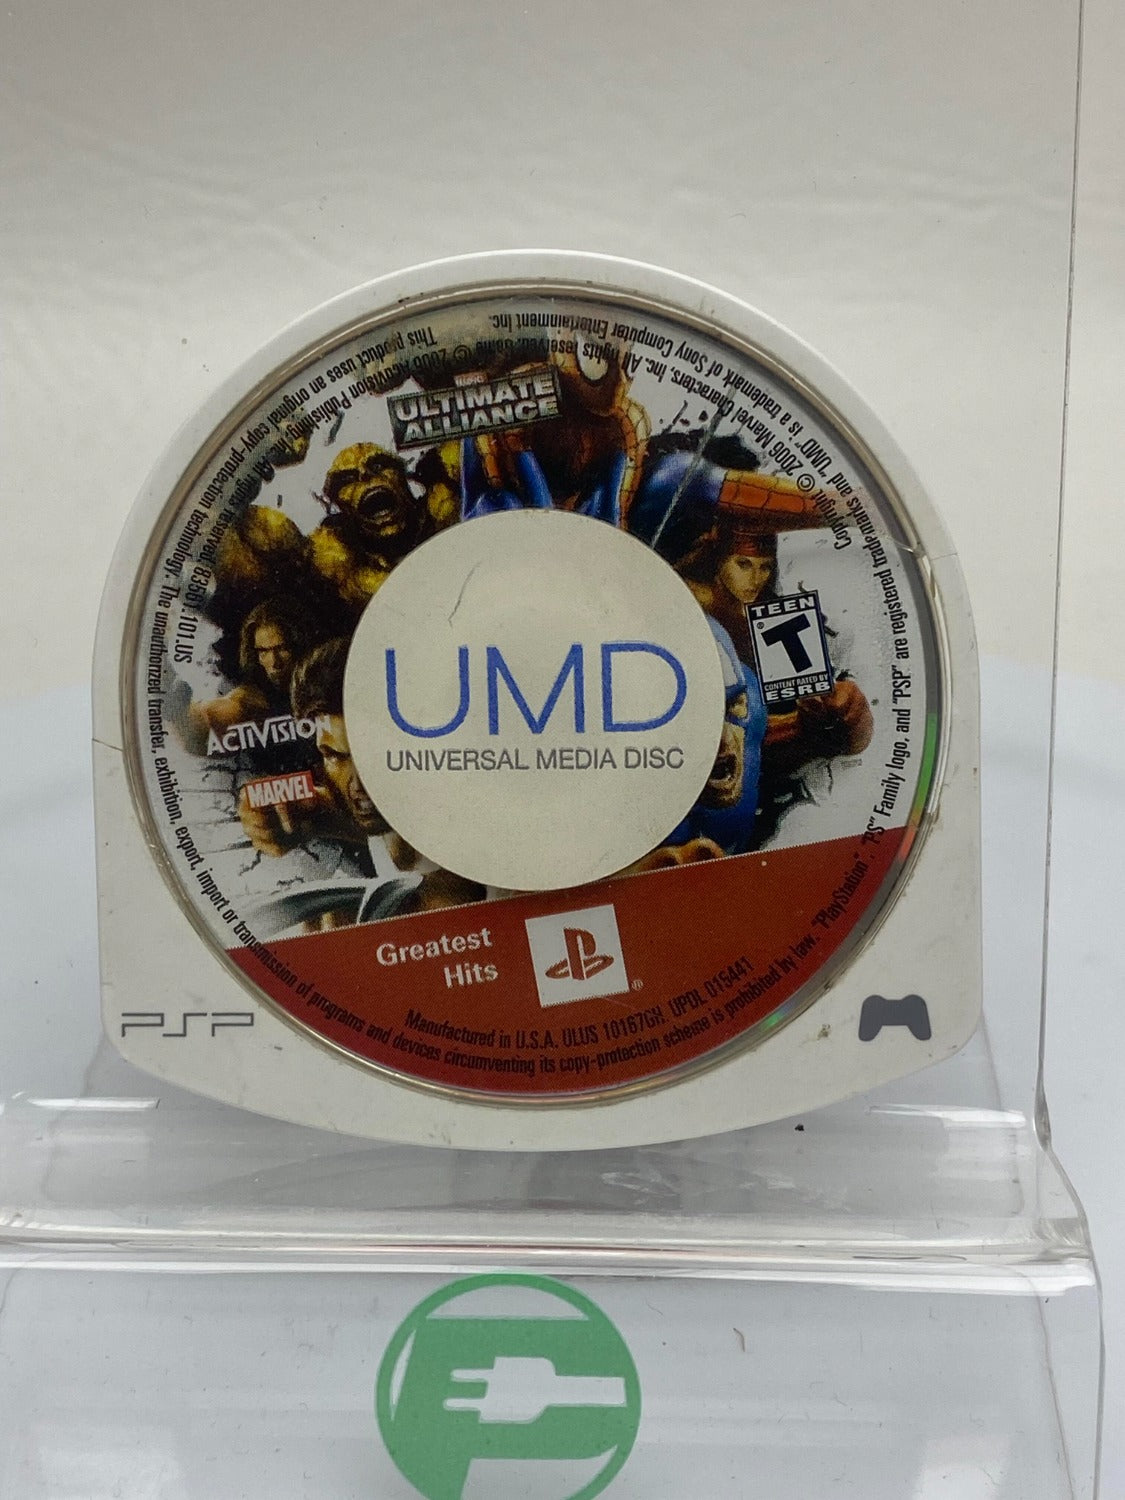 ULTIMATE
ALLIANCE
TEEN
T
CONTENT RATED BY
ESRB
ACTIVISION
MARVEL
UMD
UNIVERSAL MEDIA DISC
Greatest
Hits
Manufactured in U.S.A. ULUS 10167GH. UPDL 015441
PSP
Copyright © 2006 Marvel Characters, Inc. All rights reserved.
© 2006 Activision Publishing, Inc. All rights reserved. 83561.101.US
This product uses an original copy-protection technology. The unauthorized transfer, exhibition, export, import or transmission of programs and devices circumventing its copy-protection scheme is prohibited by law. "PlayStation", "PS" Family logo, and "PSP" are registered trademarks and "UMD" is a trademark of Sony Computer Entertainment Inc.